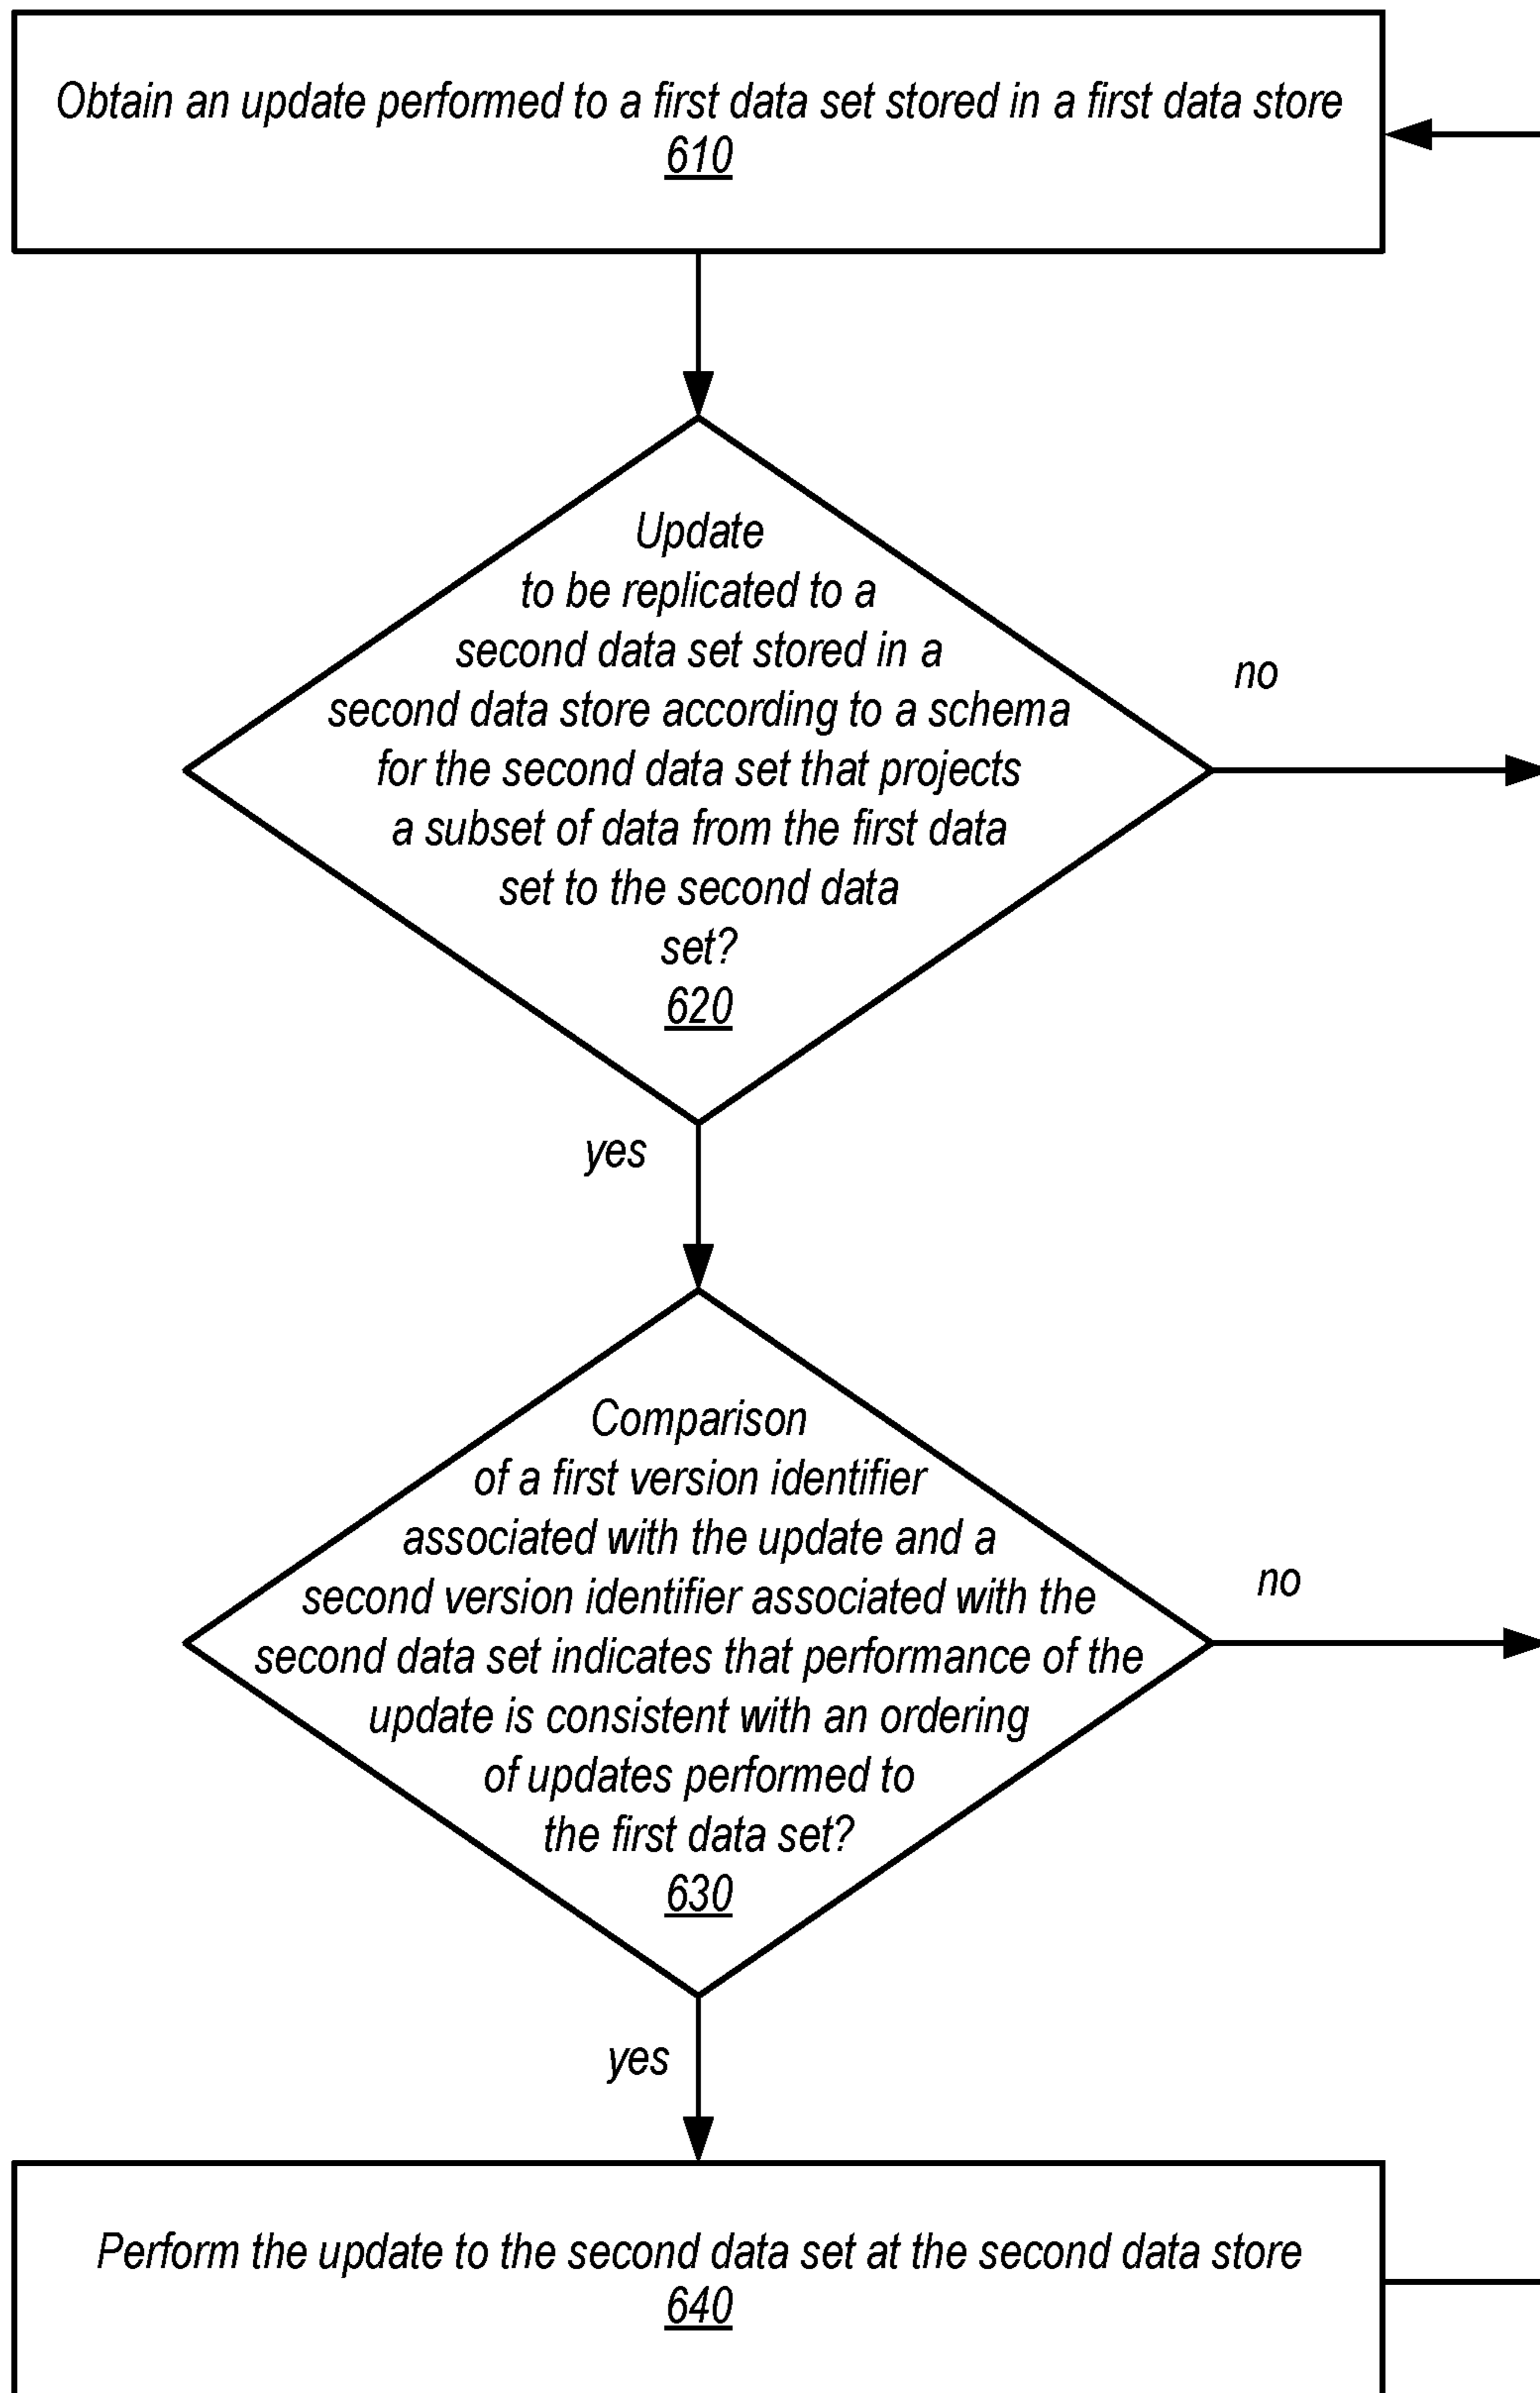 Obtain an update performed to a first data set stored in a first data store
610
Update
to be replicated to a
second data set stored in a
second data store according to a schema
for the second data set that projects
a subset of data from the first data
set to the second data
set?
620
no
yes
Comparison
of a first version identifier
associated with the update and a
second version identifier associated with the
second data set indicates that performance of the
update is consistent with an ordering
of updates performed to
the first data set?
630
no
yes
Perform the update to the second data set at the second data store
640